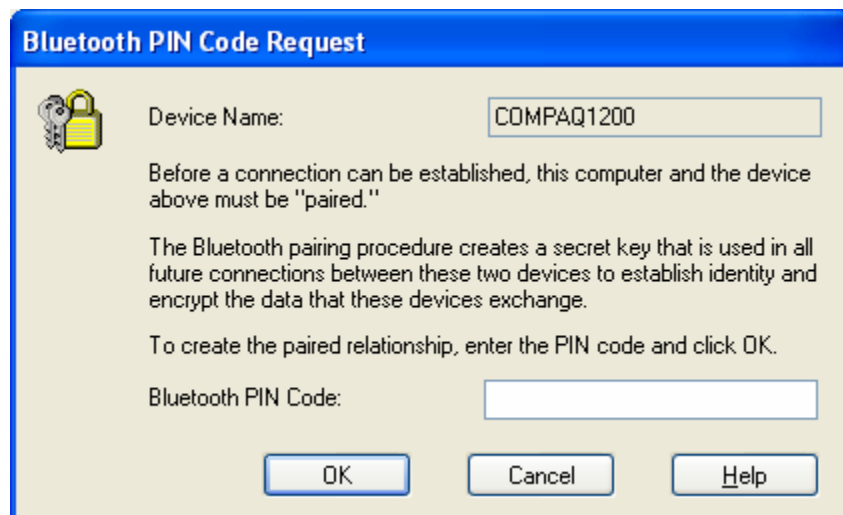 Bluetooth PIN Code Request
Device Name:
COMPAQ1200
Before a connection can be established, this computer and the device
above must be "paired."
The Bluetooth pairing procedure creates a secret key that is used in all
future connections between these two devices to establish identity and
encrypt the data that these devices exchange.
To create the paired relationship, enter the PIN code and click OK.
Bluetooth PIN Code:
OK
Cancel
Help